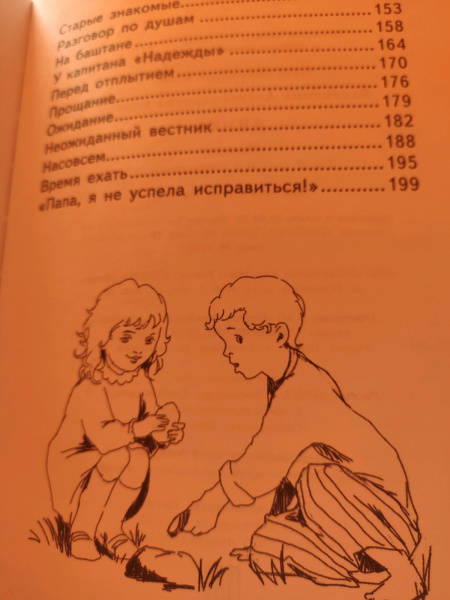 Старые знакомые............ 153
Разговор по душам............ 158
На баштане............ 164
У капитана «Надежды»............ 170
Перед отплытием............ 176
Прощание............ 179
Ожидание............ 182
Неожиданный вестник............ 188
Насовсем............ 195
Время ехать............ 199
«Папа, я не успела исправиться!»............